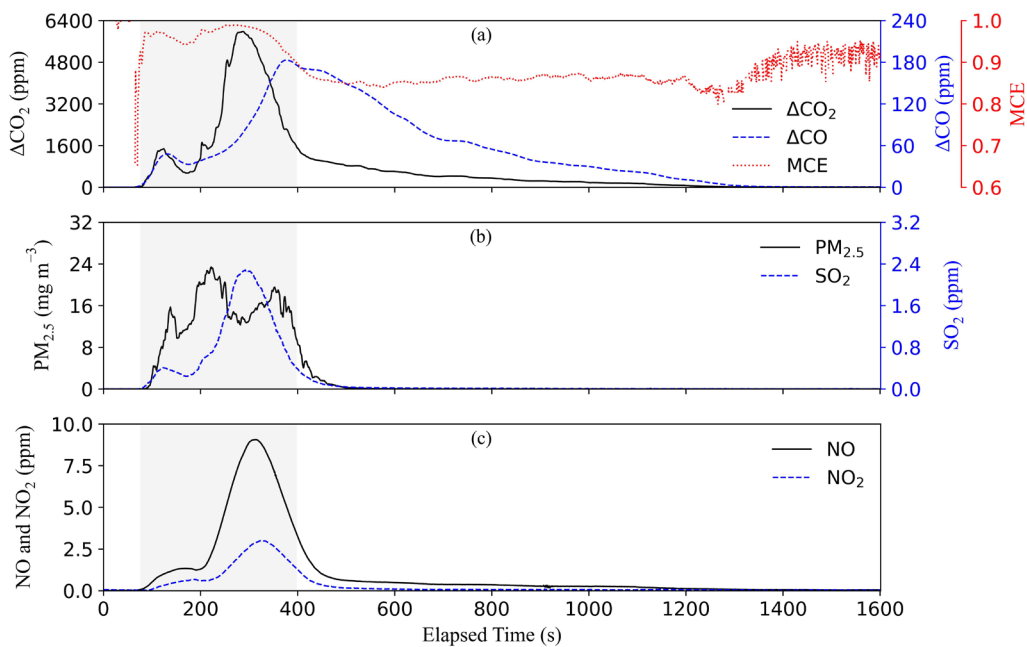 6400
4800
3200
1600
0
ΔCO₂ (ppm)
(a)
ΔCO₂
ΔCO
MCE
240
180
120
60
0
ΔCO (ppm)
1.0
0.9
0.8
0.7
0.6
MCE
32
24
16
8
0
PM₂.₅ (mg m⁻³)
(b)
PM₂.₅
SO₂
3.2
2.4
1.6
0.8
0.0
SO₂ (ppm)
10.0
7.5
5.0
2.5
0.0
NO and NO₂ (ppm)
(c)
NO
NO₂
0 200 400 600 800 1000 1200 1400 1600
Elapsed Time (s)